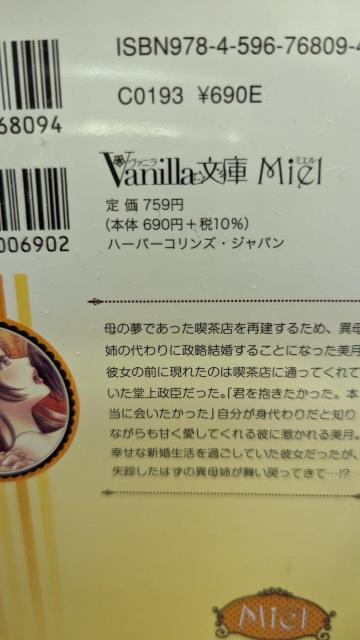 ISBN978-4-596-76809-4
C0193 ¥690E
68094
ヴァニラ
Vanilla文庫 Miel
ミエル
定価 759円
(本体 690円+税10%)
ハーパーコリンズ・ジャパン
006902
母の夢であった喫茶店を再建するため、異母
姉の代わりに政略結婚することになった美月
彼女の前に現れたのは喫茶店に通ってくれて
いた堂上政臣だった。「君を抱きたかった。本
当に会いたかった」自分が身代わりだと知り
ながらも甘く愛してくれる彼に惹かれる美月。
幸せな新婚生活を過ごしていた彼女だったが、
失踪したはずの異母姉が舞い戻ってきて…!?
Miel